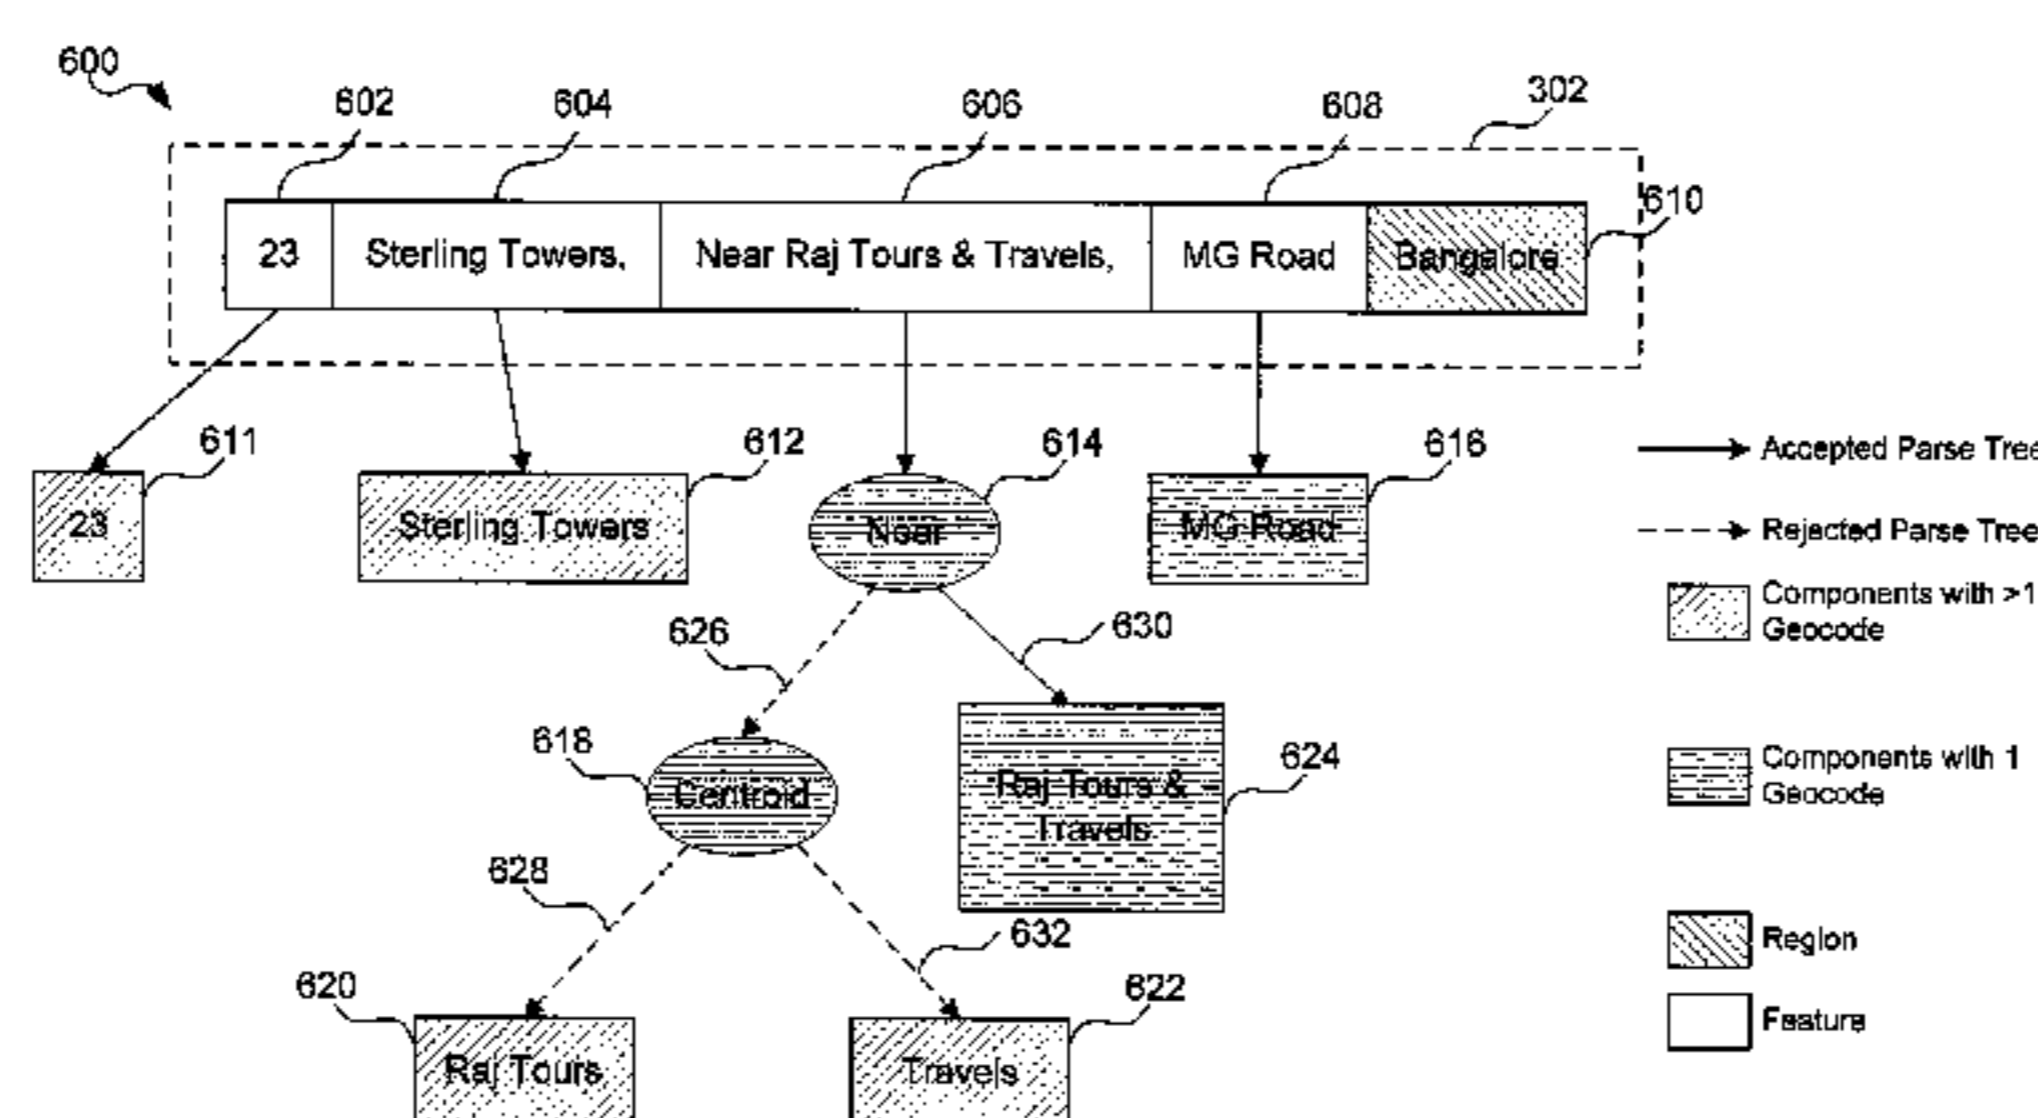 600
602
604
606
608
302
610
23
Sterling Towers,
Near Raj Tours & Travels,
MG Road
Bangalore
611
612
614
616
23
Sterling Towers
Near
MG Road
Accepted Parse Tree
Rejected Parse Tree
Components with >1
Geocode
626
630
618
Centroid
Raj Tours &
Travels
624
Components with 1
Geocode
628
632
620
622
Raj Tours
Travels
Region
Feature